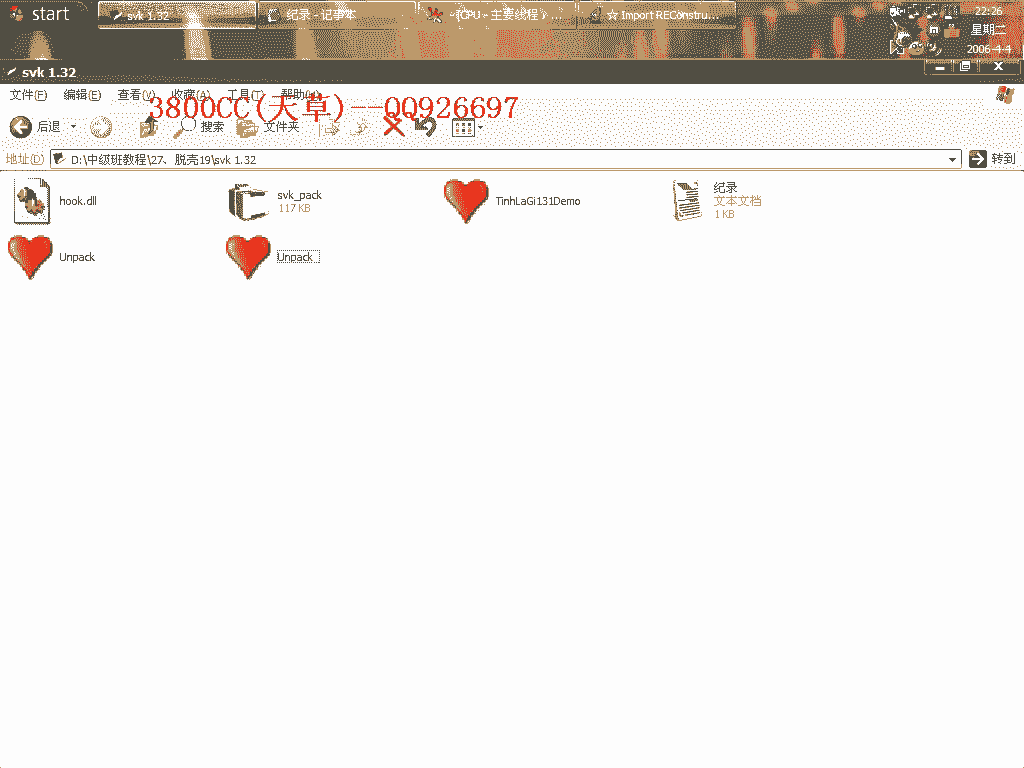 start
svk 1.32
纪录 - 记事本
- [CPU - 主要线程, ...
☆ Import REConstru...
22:26
星期二
2006-4-4
svk 1.32
文件(F) 编辑(E) 查看(V) 收藏(A) 工具(T) 帮助(H)
3800CC(天草)--QQ926697
后退 搜索 文件夹
地址(D) D:\中级班教程\27、脱壳19\svk 1.32 转到
hook.dll
svk_pack
117 KB
TinhLaGi131Demo
纪录
文本文档
1 KB
Unpack
Unpack_